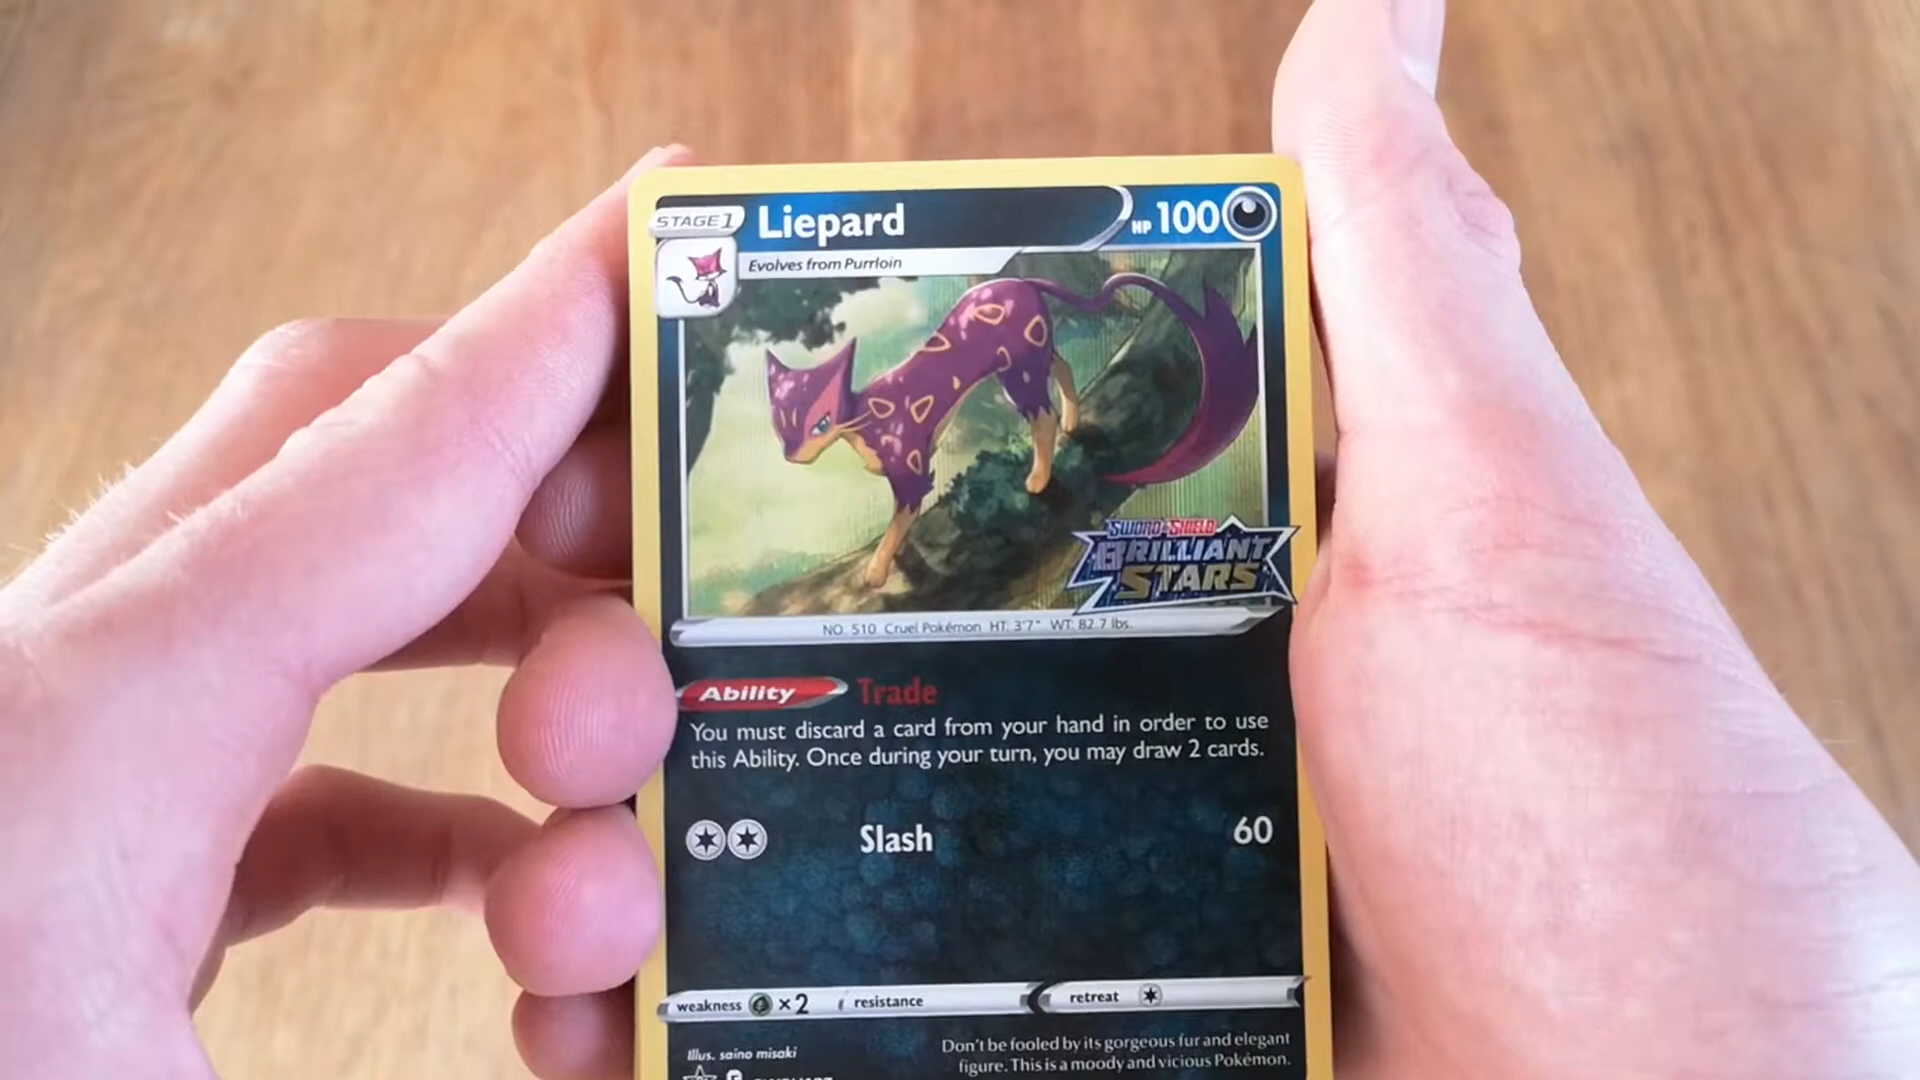 STAGE 1 Liepard HP 100
Evolves from Purrloin
SWORD & SHIELD
BRILLIANT
STARS
NO. 510 Cruel Pokémon HT: 3'7" WT: 82.7 lbs.
Ability Trade
You must discard a card from your hand in order to use
this Ability. Once during your turn, you may draw 2 cards.
Slash 60
weakness ×2 resistance retreat
Illus. saino misaki
Don't be fooled by its gorgeous fur and elegant
figure. This is a moody and vicious Pokémon.